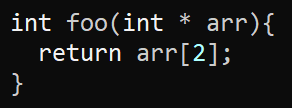 int foo(int * arr){
  return arr[2];
}